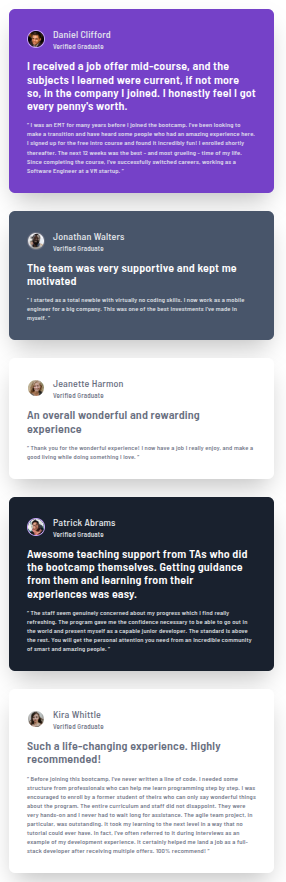 Daniel Clifford
Verified Graduate
I received a job offer mid-course, and the
subjects I learned were current, if not more
so, in the company I joined. I honestly feel I got
every penny's worth.
" I was an EMT for many years before I joined the bootcamp. I've been looking to
make a transition and have heard some people who had an amazing experience here.
I signed up for the free intro course and found it incredibly fun! I enrolled shortly
thereafter. The next 12 weeks was the best - and most grueling - time of my life.
Since completing the course, I've successfully switched careers, working as a
Software Engineer at a VR startup. "
Jonathan Walters
Verified Graduate
The team was very supportive and kept me
motivated
" I started as a total newbie with virtually no coding skills. I now work as a mobile
engineer for a big company. This was one of the best investments I've made in
myself. "
Jeanette Harmon
Verified Graduate
An overall wonderful and rewarding
experience
" Thank you for the wonderful experience! I now have a job I really enjoy, and make a
good living while doing something I love. "
Patrick Abrams
Verified Graduate
Awesome teaching support from TAs who did
the bootcamp themselves. Getting guidance
from them and learning from their
experiences was easy.
" The staff seem genuinely concerned about my progress which I find really
refreshing. The program gave me the confidence necessary to be able to go out in
the world and present myself as a capable junior developer. The standard is above
the rest. You will get the personal attention you need from an incredible community
of smart and amazing people. "
Kira Whittle
Verified Graduate
Such a life-changing experience. Highly
recommended!
" Before joining this bootcamp, I've never written a line of code. I needed some
structure from professionals who can help me learn programming step by step. I was
encouraged to enroll by a former student of theirs who can only say wonderful things
about the program. The entire curriculum and staff did not disappoint. They were
very hands-on and I never had to wait long for assistance. The agile team project, in
particular, was outstanding. It took my learning to the next level in a way that no
tutorial could ever have. In fact, I've often referred to it during interviews as an
example of my development experience. It certainly helped me land a job as a full-
stack developer after receiving multiple offers. 100% recommend! "